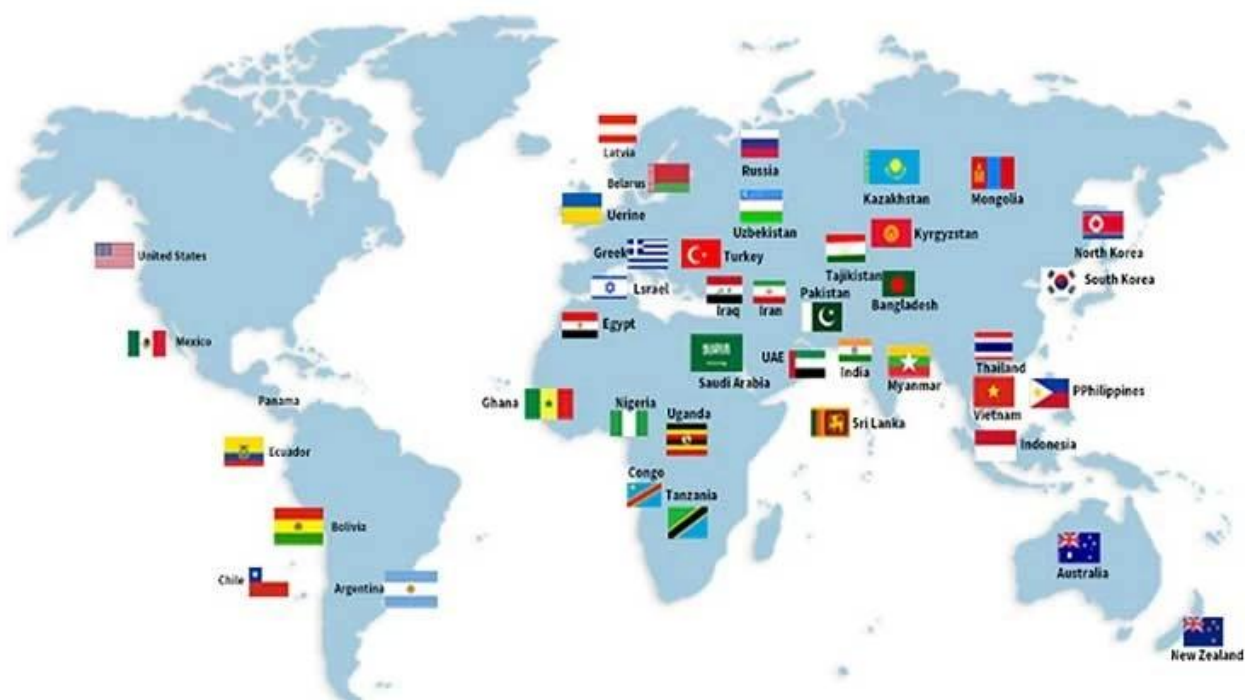 Latvia
Russia
Belarus
Kazakhstan
Mongolia
Uerine
Uzbekistan
Kyrgyzstan
United States
Greek
Turkey
Tajikistan
North Korea
South Korea
Lsrael
Iraq
Iran
Pakistan
Bangladesh
Egypt
Mexico
Saudi Arabia
UAE
India
Myanmar
Thailand
Panama
Ghana
Nigeria
Uganda
Sri Lanka
Vietnam
PPhilippines
Ecuador
Indonesia
Congo
Tanzania
Bolivia
Chile
Argentina
Australia
New Zealand